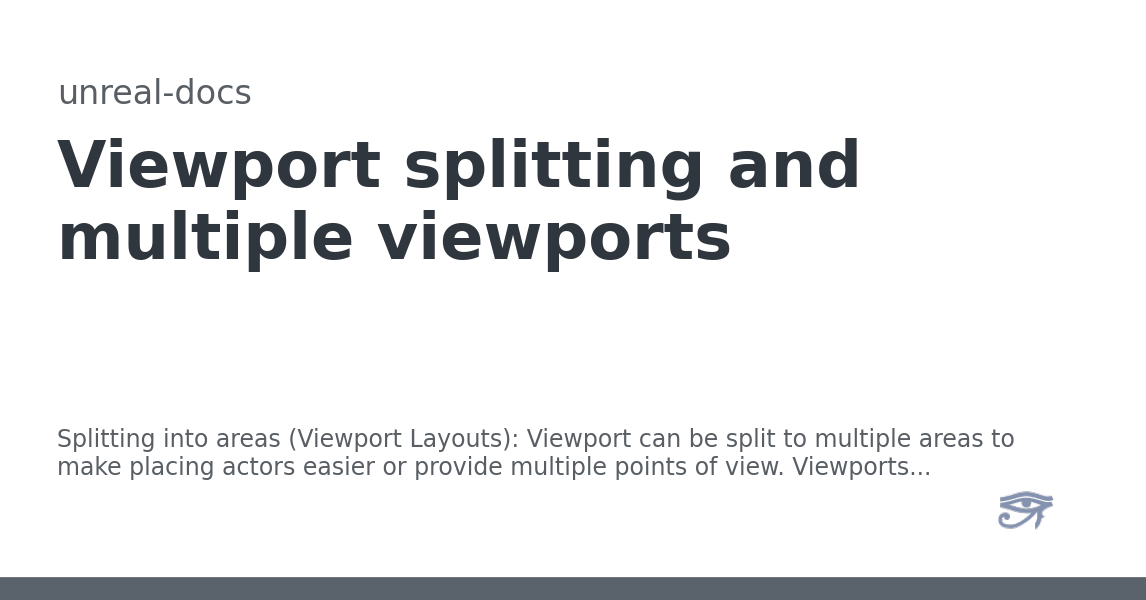 unreal-docs
Viewport splitting and
multiple viewports
Splitting into areas (Viewport Layouts): Viewport can be split to multiple areas to
make placing actors easier or provide multiple points of view. Viewports...